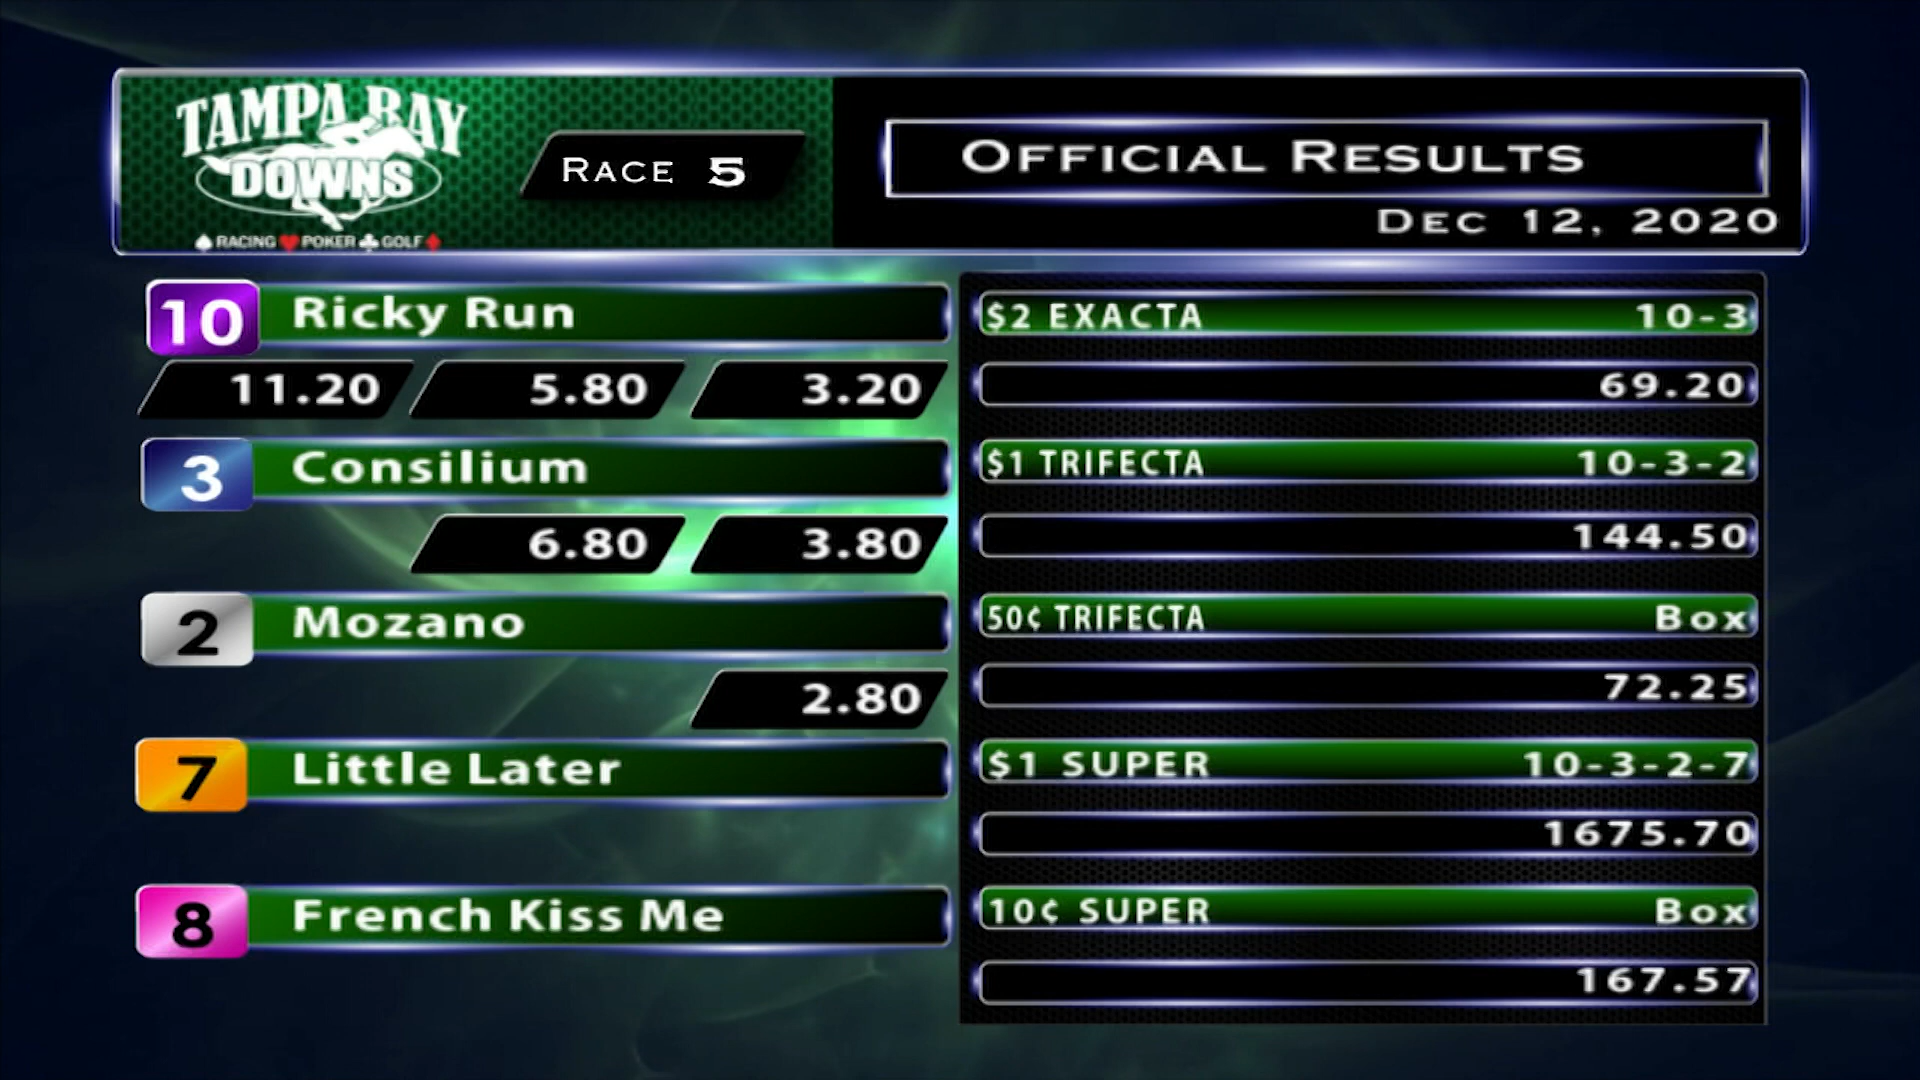 TAMPA BAY
DOWNS
RACING POKER GOLF
RACE 5
OFFICIAL RESULTS
DEC 12, 2020
10 Ricky Run
11.20 5.80 3.20
3 Consilium
6.80 3.80
2 Mozano
2.80
7 Little Later
8 French Kiss Me
$2 EXACTA 10-3
69.20
$1 TRIFECTA 10-3-2
144.50
50¢ TRIFECTA Box
72.25
$1 SUPER 10-3-2-7
1675.70
10¢ SUPER Box
167.57